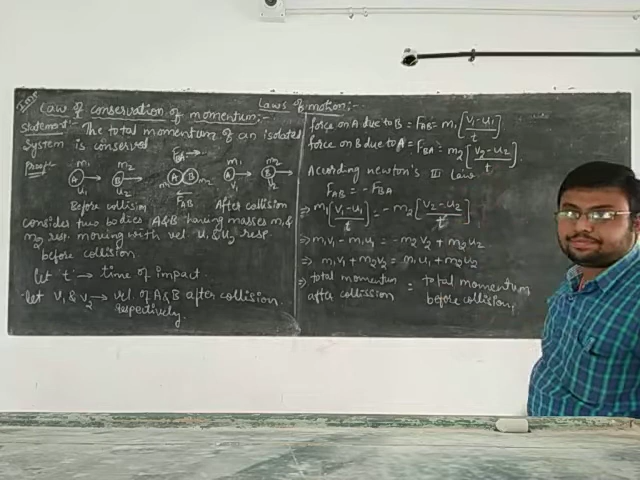 Imp
Laws of motion:-
Law of conservation of momentum:-
Statement:- The total momentum of an isolated
system is conserved
Proof:-
FBA
m1 m2 m1 m2 m1 m2
A B A B A B
u1 u2 FAB v1 v2
Before collision After collision
consider two bodies A&B having masses m1 &
m2 resp. moving with vel. u1 & u2 resp.
before collision.
let 't' → time of impact.
let v1 & v2 → vel. of A&B after collision
respectively.
force on A due to B = FAB = m1 [v1-u1/t]
force on B due to A = FBA = m2 [v2-u2/t]
According newton's III law
FAB = -FBA
⇒ m1 [v1-u1/t] = -m2 [v2-u2/t]
⇒ m1v1 - m1u1 = -m2v2 + m2u2
⇒ m1v1 + m2v2 = m1u1 + m2u2
⇒ total momentum after collission = total momentum before collision,